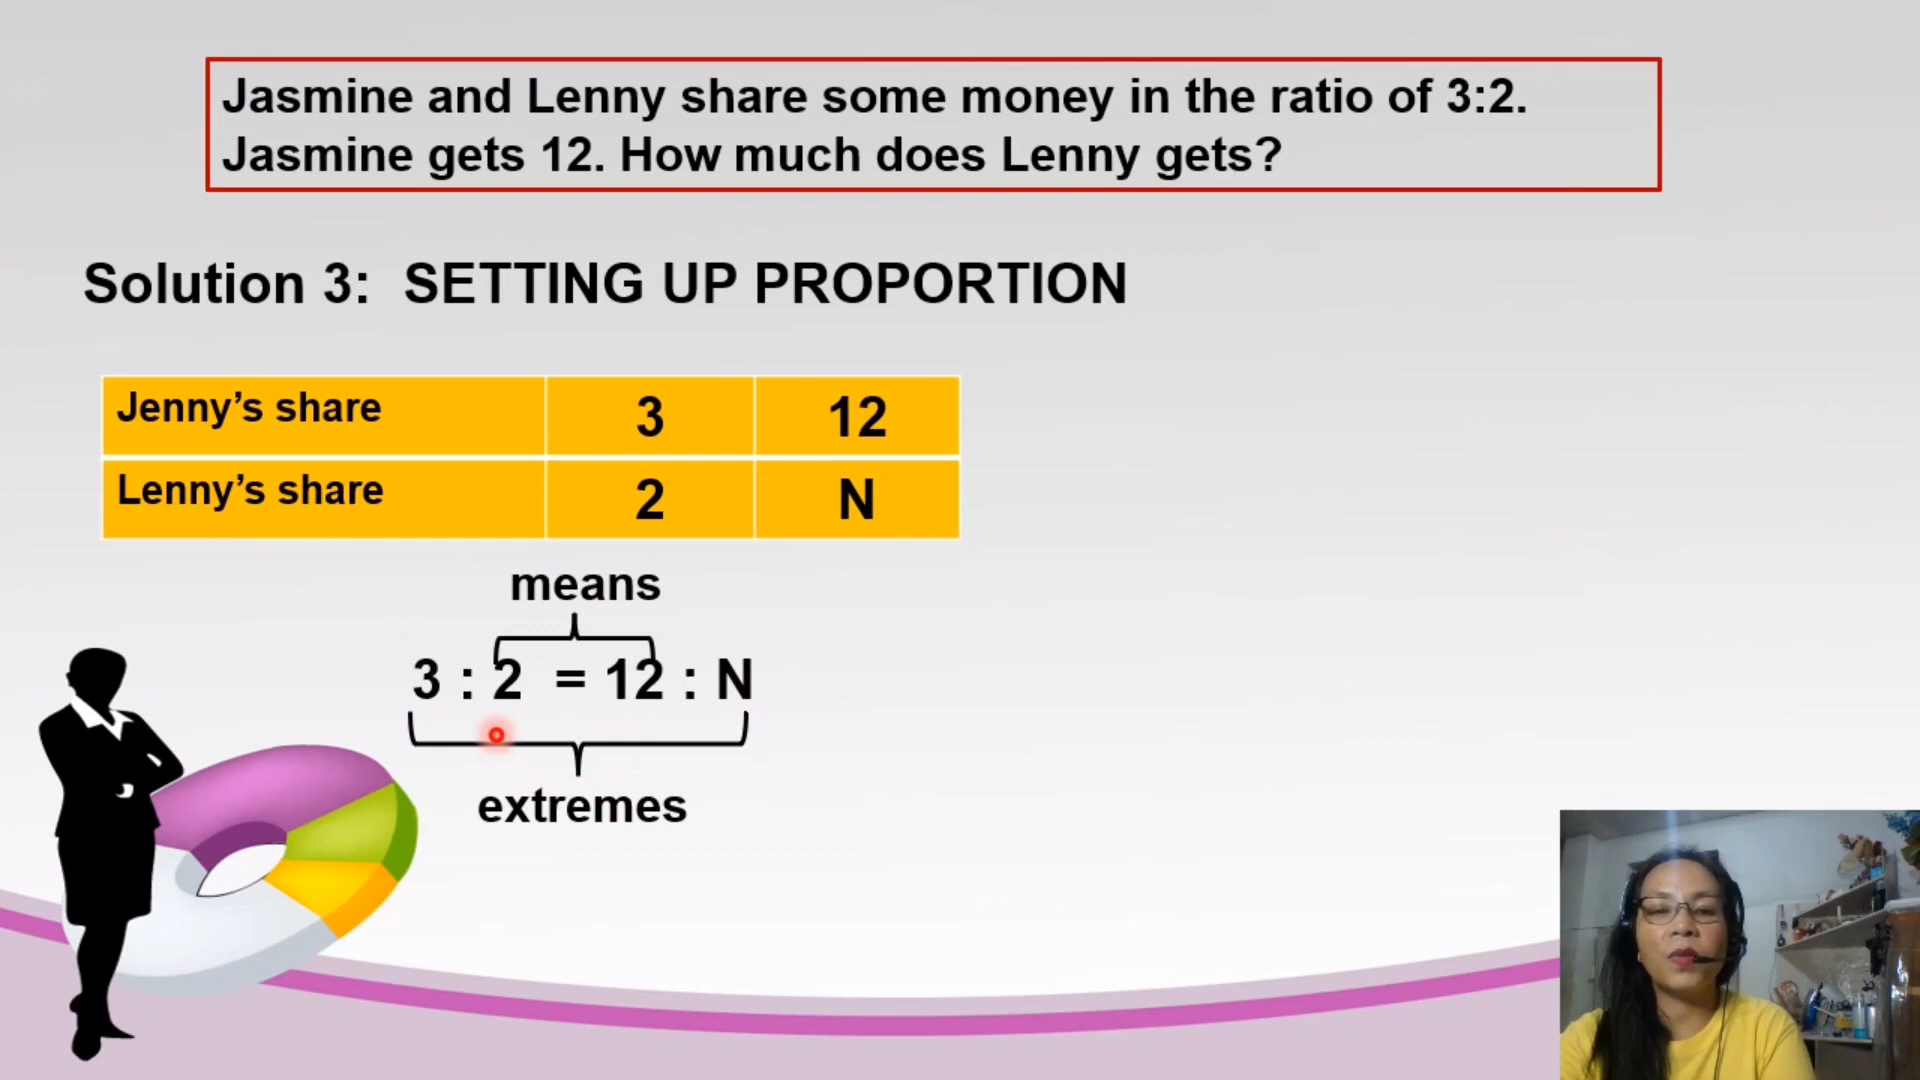 Jasmine and Lenny share some money in the ratio of 3:2.
Jasmine gets 12. How much does Lenny gets?
Solution 3: SETTING UP PROPORTION
Jenny’s share 3 12
Lenny’s share 2 N
means
3 : 2 = 12 : N
extremes